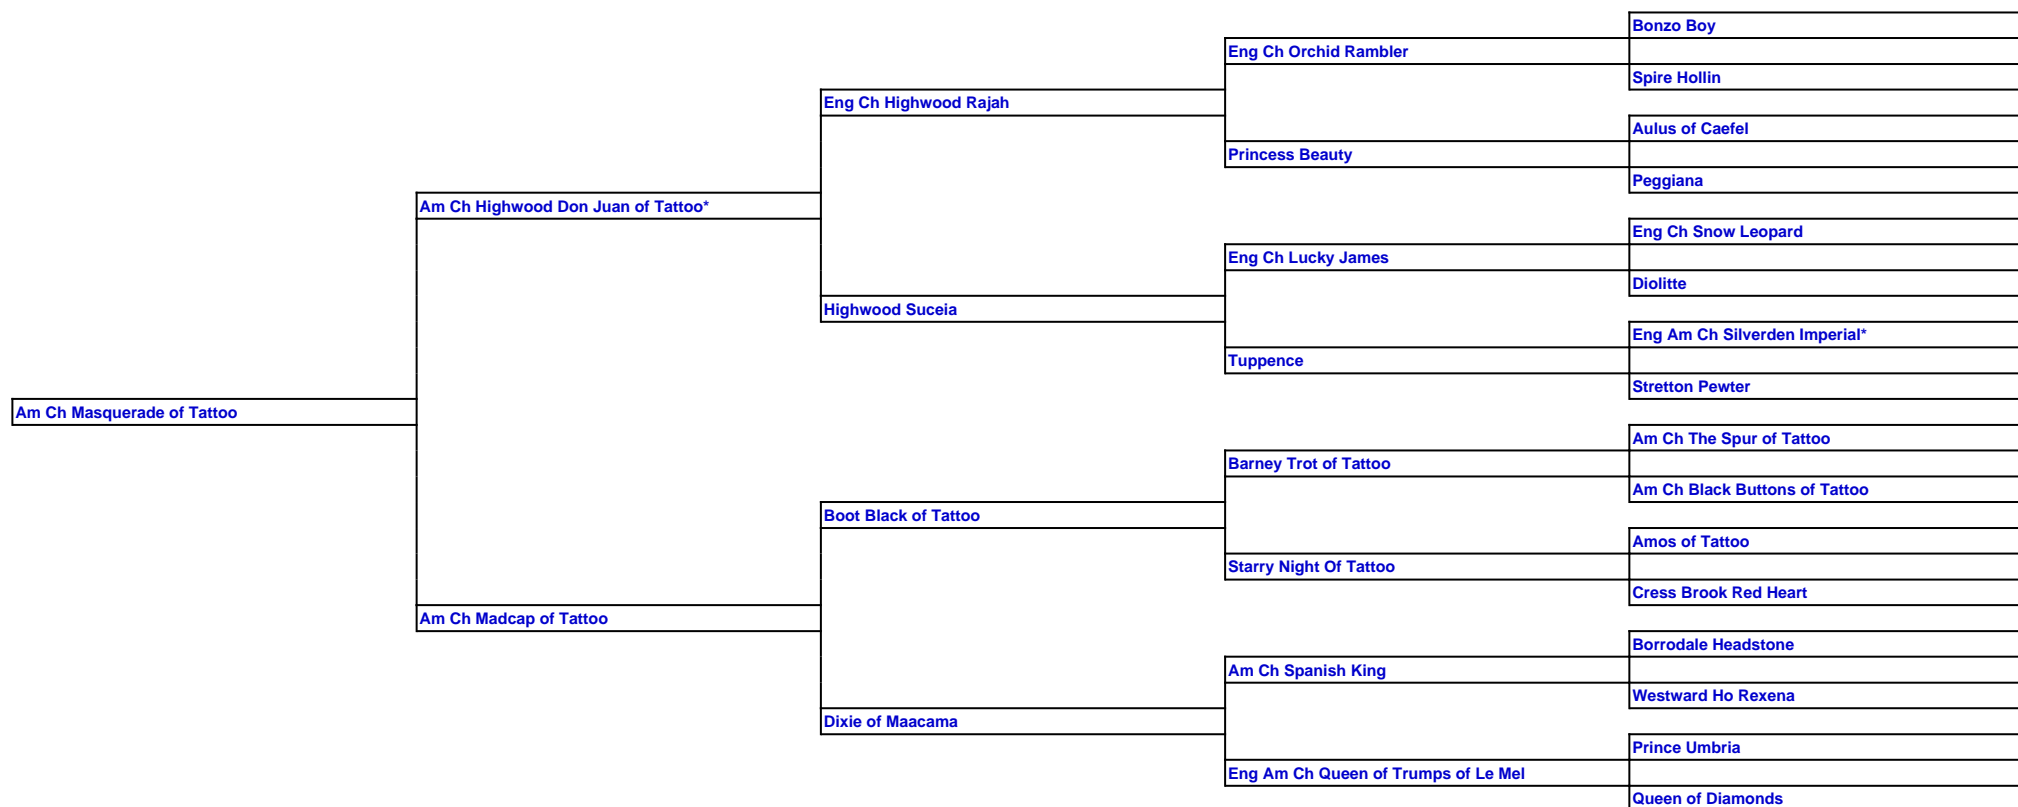 Bonzo Boy
Eng Ch Orchid Rambler
Spire Hollin
Eng Ch Highwood Rajah
Aulus of Caefel
Princess Beauty
Peggiana
Am Ch Highwood Don Juan of Tattoo*
Eng Ch Snow Leopard
Eng Ch Lucky James
Diolitte
Highwood Suceia
Eng Am Ch Silverden Imperial*
Tuppence
Stretton Pewter
Am Ch Masquerade of Tattoo
Am Ch The Spur of Tattoo
Barney Trot of Tattoo
Am Ch Black Buttons of Tattoo
Boot Black of Tattoo
Amos of Tattoo
Starry Night Of Tattoo
Cress Brook Red Heart
Am Ch Madcap of Tattoo
Borrodale Headstone
Am Ch Spanish King
Westward Ho Rexena
Dixie of Maacama
Prince Umbria
Eng Am Ch Queen of Trumps of Le Mel
Queen of Diamonds